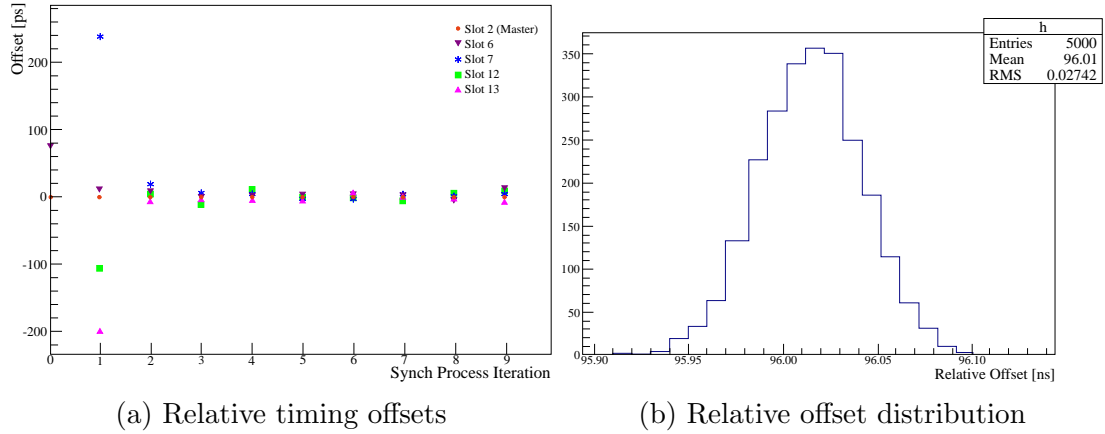 Offset [ps]
200
100
0
-100
-200
0 1 2 3 4 5 6 7 8 9
Synch Process Iteration
Slot 2 (Master)
Slot 6
Slot 7
Slot 12
Slot 13
(a) Relative timing offsets
h
Entries 5000
Mean 96.01
RMS 0.02742
350
300
250
200
150
100
50
0
95.90 95.95 96.00 96.05 96.10
Relative Offset [ns]
(b) Relative offset distribution